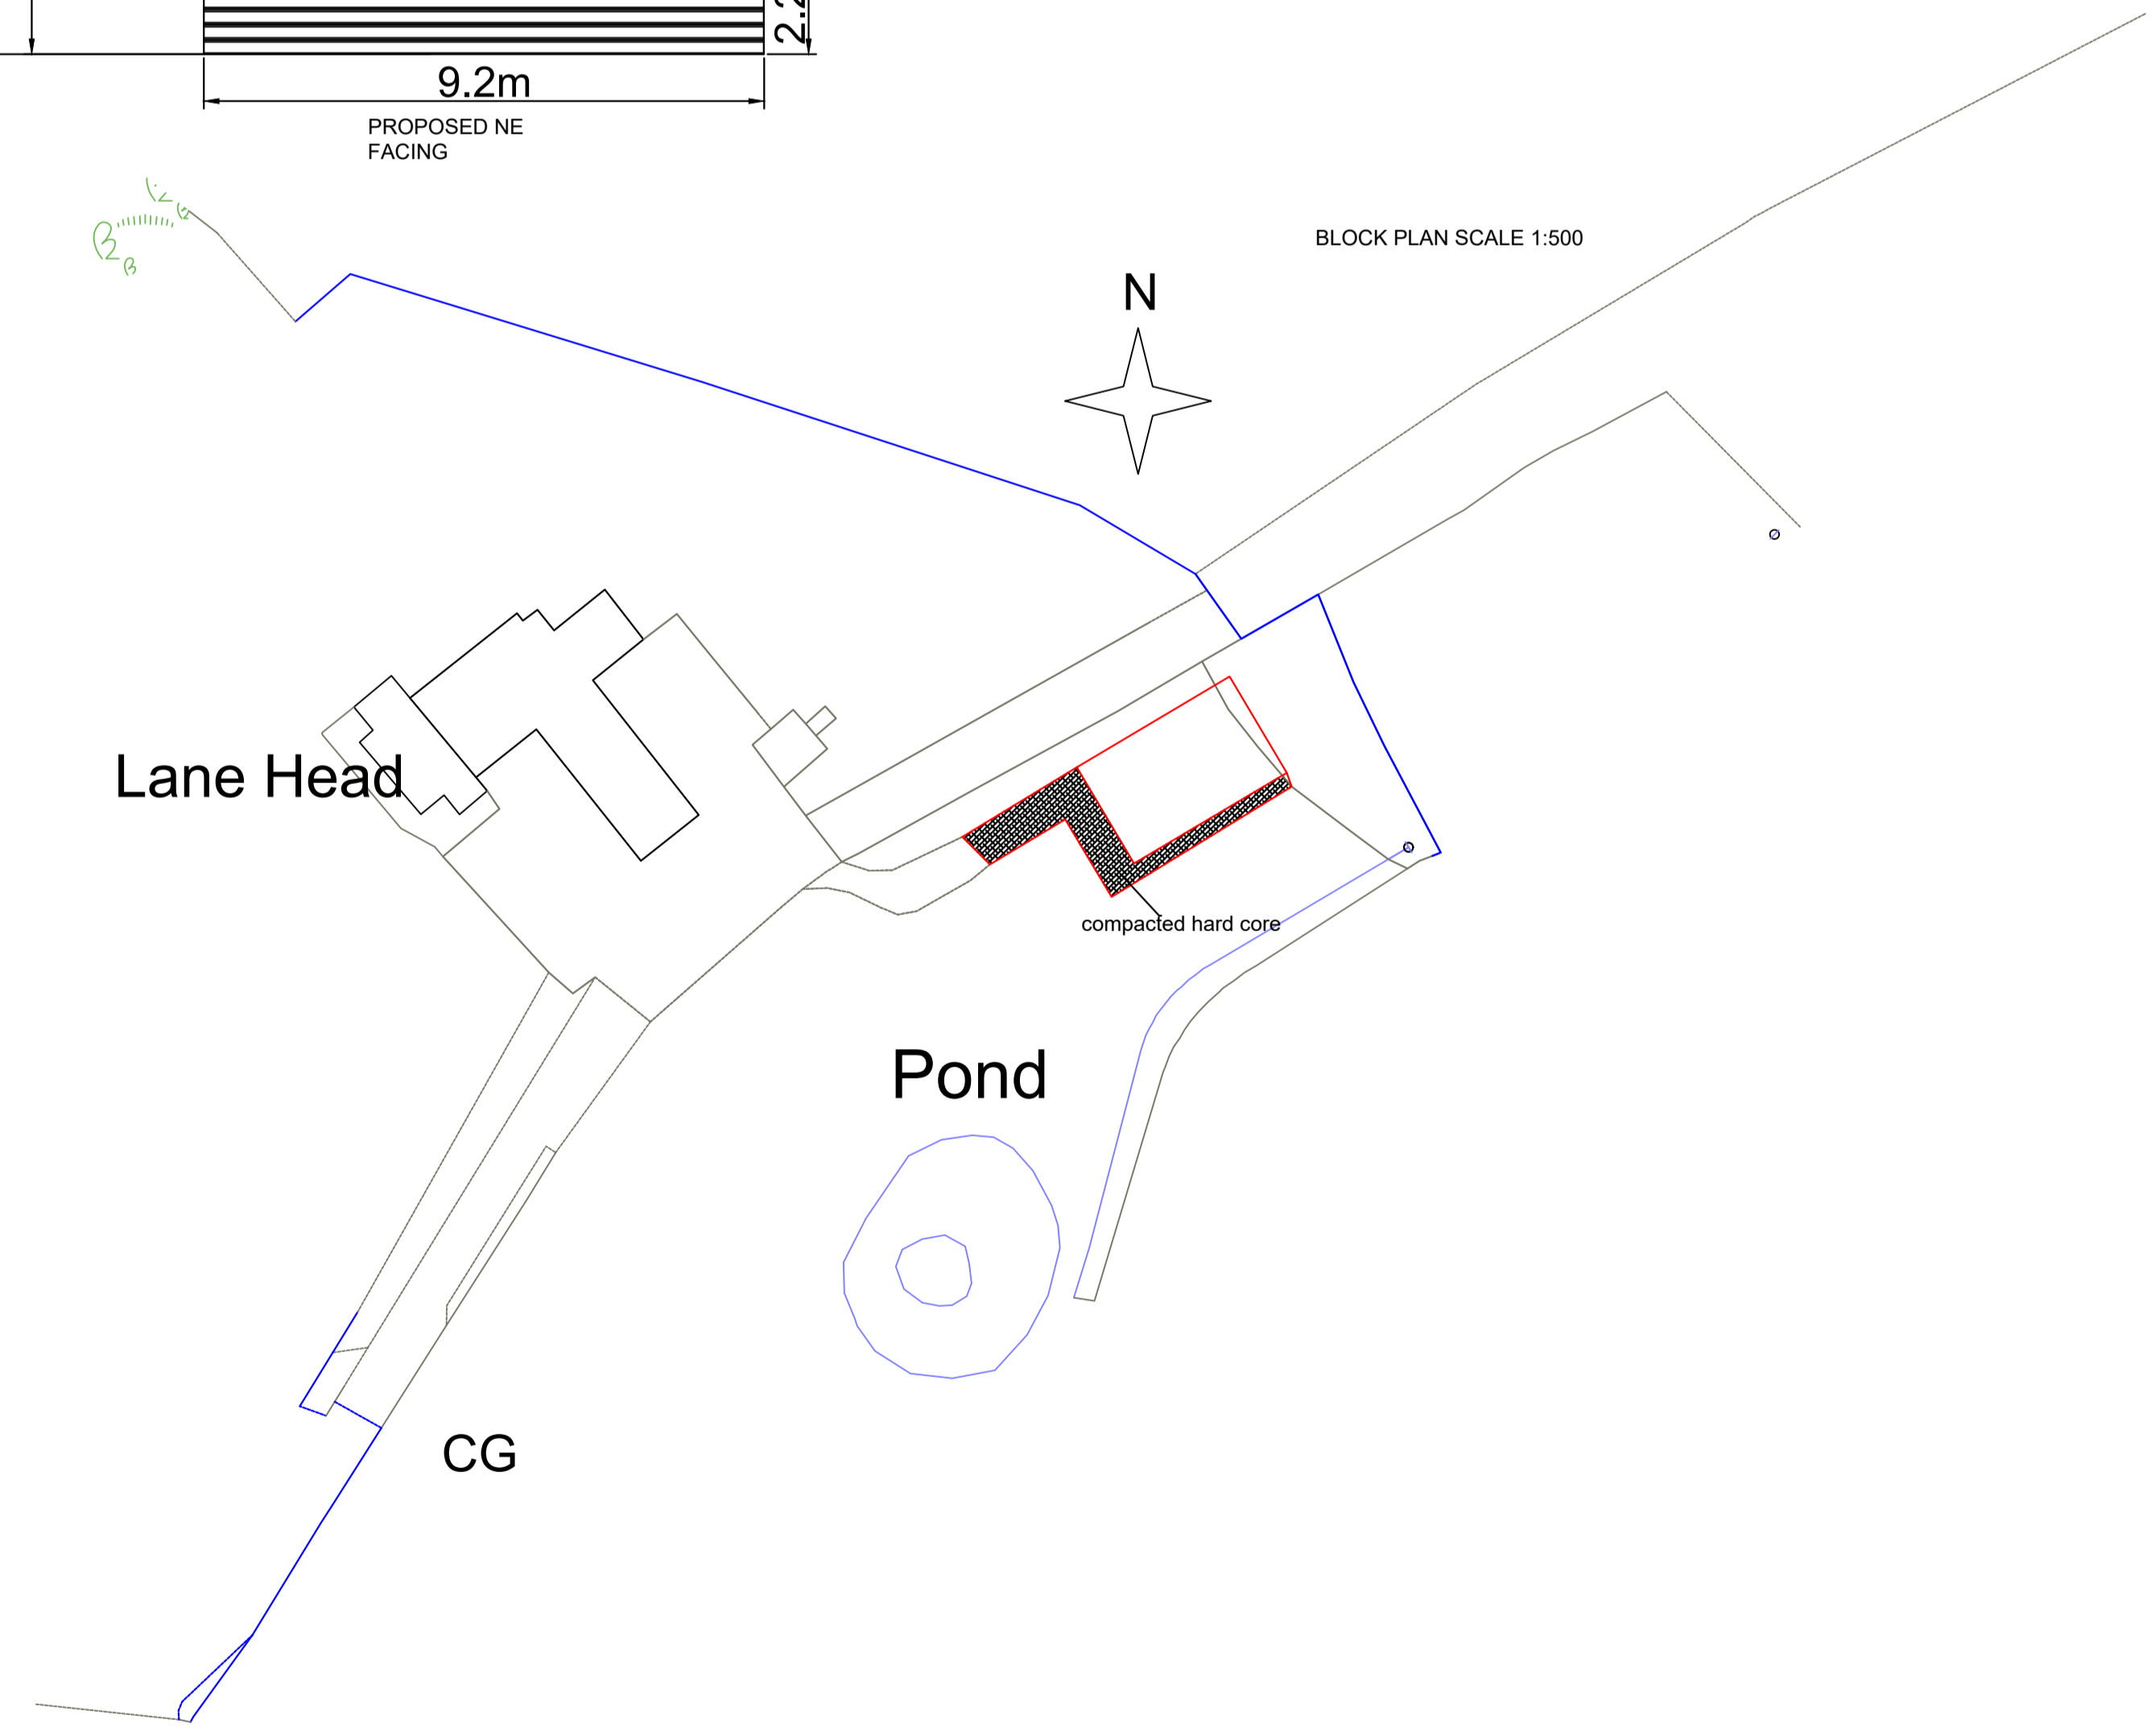 9.2m
PROPOSED NE
FACING
BLOCK PLAN SCALE 1:500
N
Lane Head
compacted hard core
Pond
CG